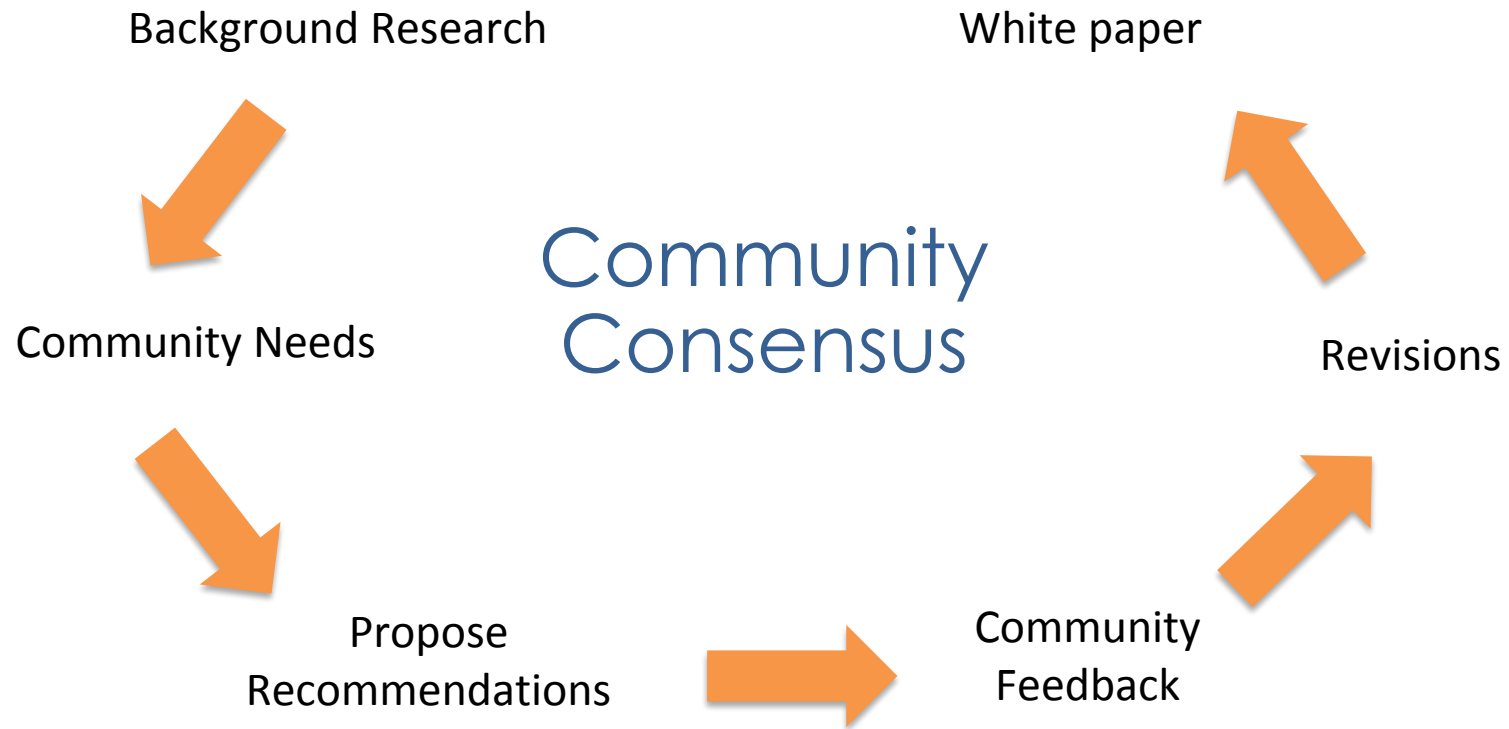 Background Research
White paper
Community
Consensus
Community Needs
Revisions
Propose
Recommendations
Community
Feedback